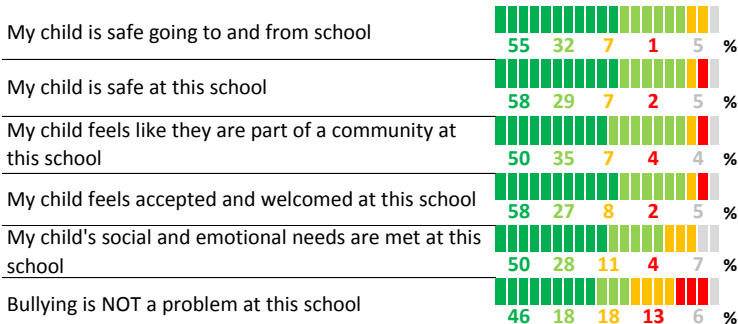 My child is safe going to and from school
55 32 7 1 5 %
My child is safe at this school
58 29 7 2 5 %
My child feels like they are part of a community at
this school
50 35 7 4 4 %
My child feels accepted and welcomed at this school
58 27 8 2 5 %
My child's social and emotional needs are met at this
school
50 28 11 4 7 %
Bullying is NOT a problem at this school
46 18 18 13 6 %